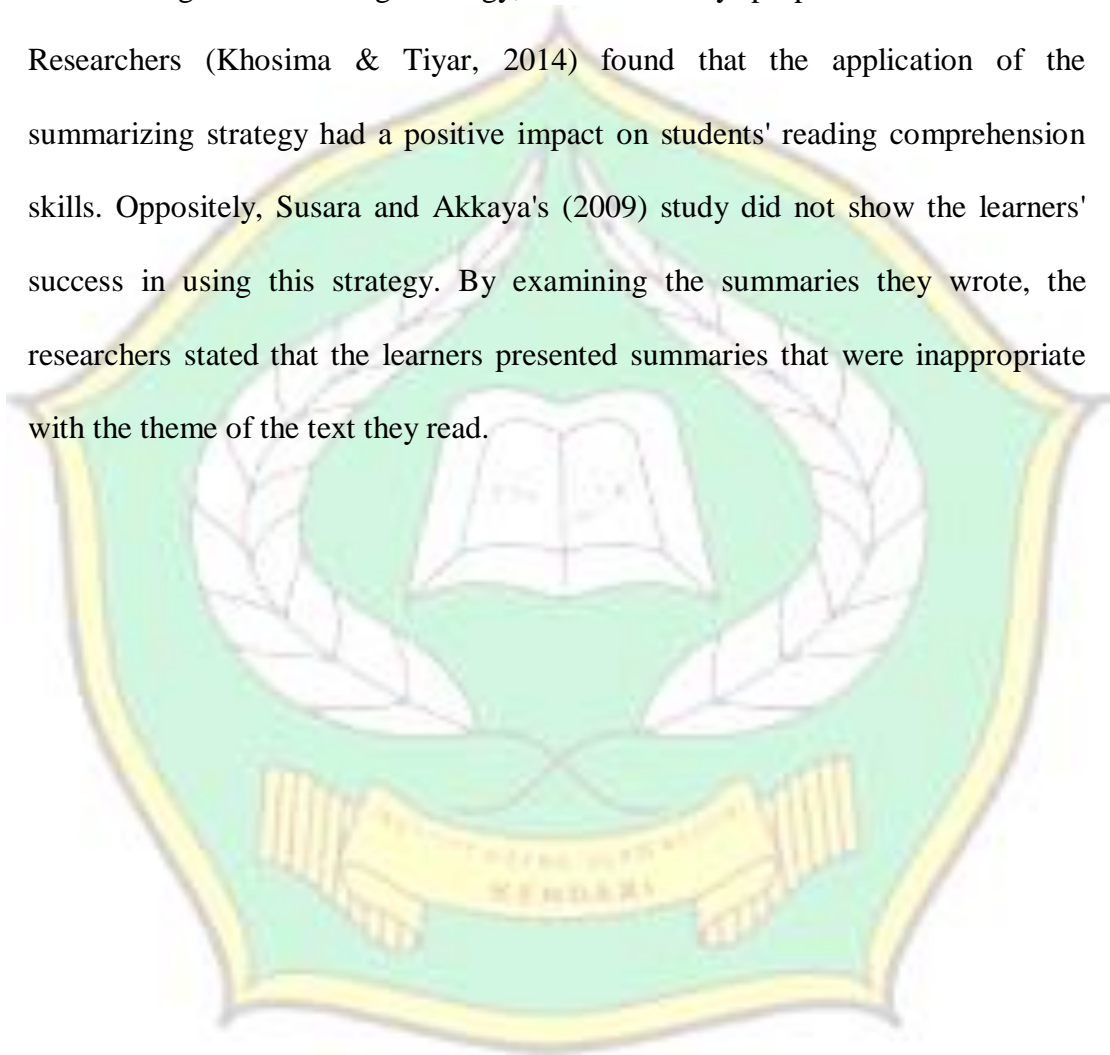 Researchers (Khosima & Tiyar, 2014) found that the application of the
summarizing strategy had a positive impact on students' reading comprehension
skills. Oppositely, Susara and Akkaya's (2009) study did not show the learners'
success in using this strategy. By examining the summaries they wrote, the
researchers stated that the learners presented summaries that were inappropriate
with the theme of the text they read.
KENDARI